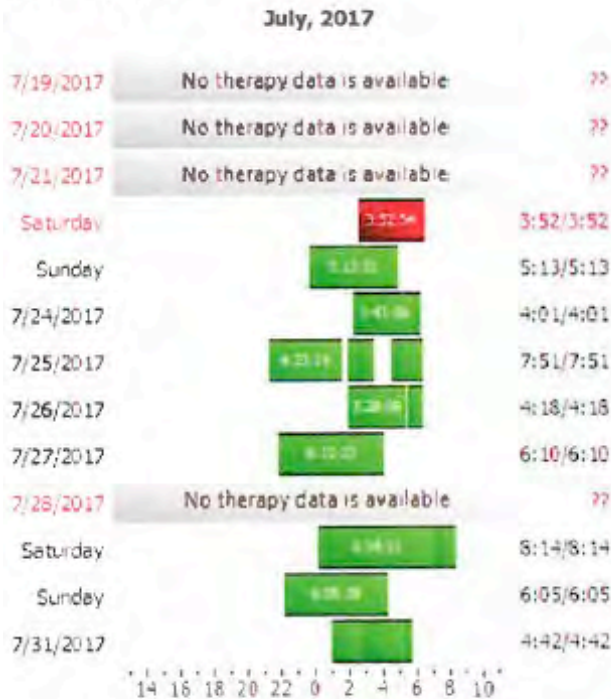 July, 2017
7/19/2017 No therapy data is available ??
7/20/2017 No therapy data is available ??
7/21/2017 No therapy data is available ??
Saturday 3:52:54 3:52/3:52
Sunday 5:13/5:13
7/24/2017 4:01/4:01
7/25/2017 7:51/7:51
7/26/2017 4:18/4:18
7/27/2017 6:10/6:10
7/28/2017 No therapy data is available ??
Saturday 8:14/8:14
Sunday 6:05/6:05
7/31/2017 4:42/4:42
14 16 18 20 22 0 2 4 6 8 10